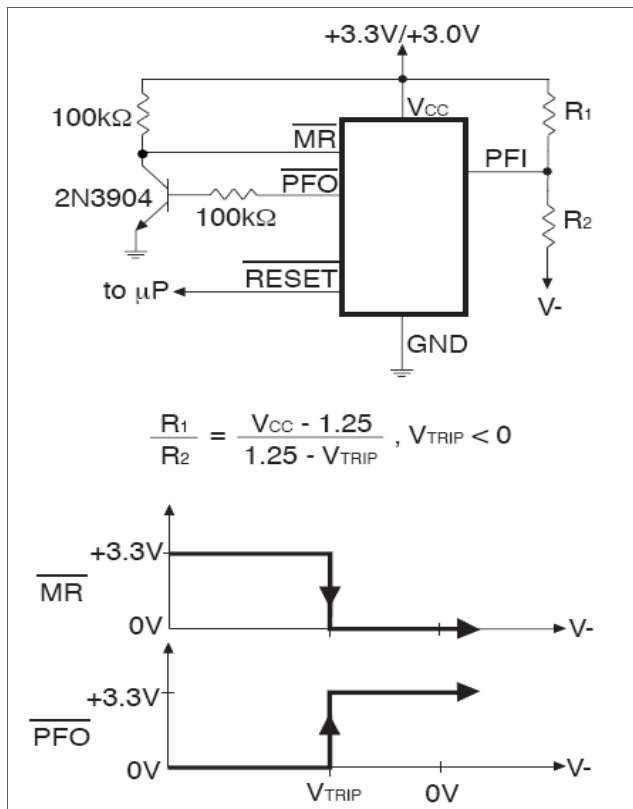 +3.3V/+3.0V
100kΩ
MR
VCC
R1
PFI
PFO
2N3904
100kΩ
R2
RESET
to μP
V-
GND
R1 / R2 = VCC - 1.25 / 1.25 - VTRIP , VTRIP < 0
+3.3V
MR
0V
V-
+3.3V
PFO
0V
V-
VTRIP
0V